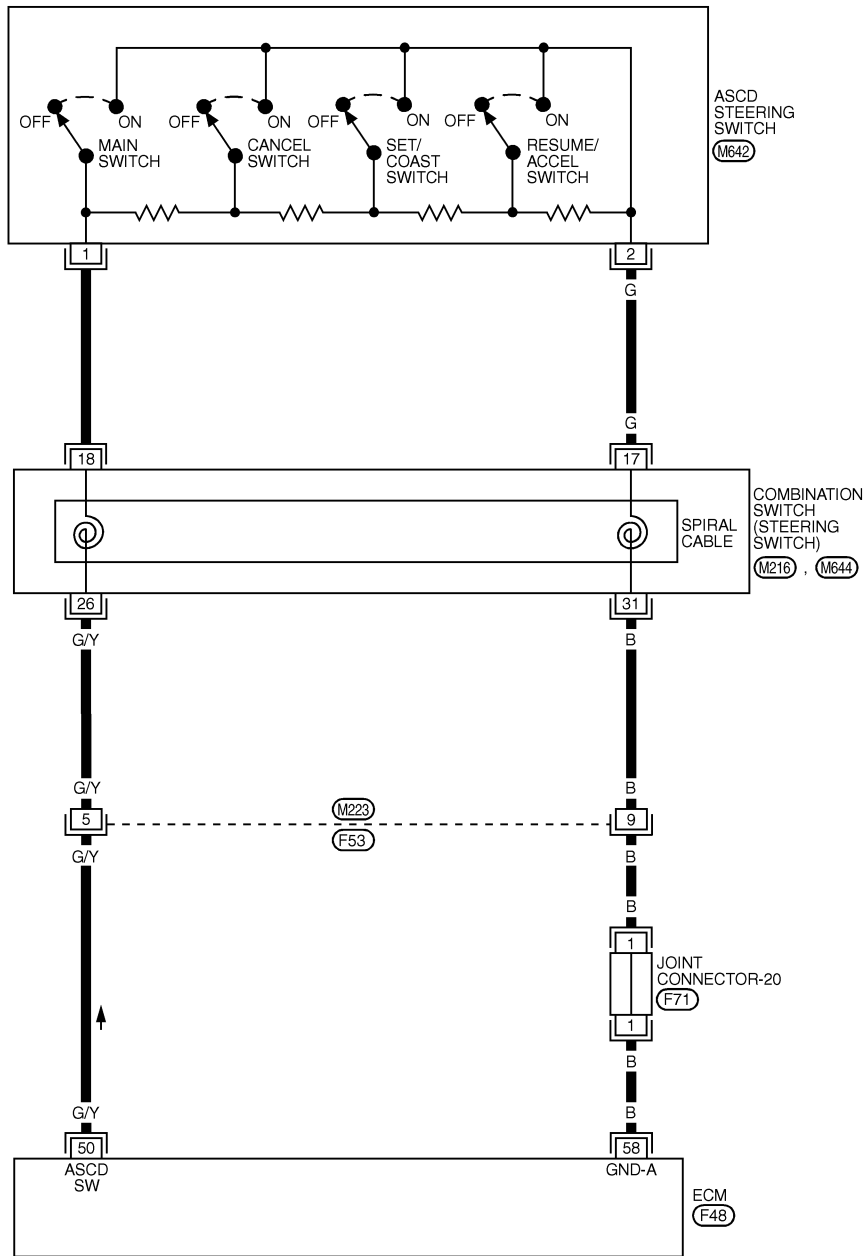 OFF
ON
MAIN
SWITCH
OFF
ON
CANCEL
SWITCH
OFF
ON
SET/
COAST
SWITCH
OFF
ON
RESUME/
ACCEL
SWITCH
ASCD
STEERING
SWITCH
M642
1
2
G
G
18
17
SPIRAL
CABLE
COMBINATION
SWITCH
(STEERING
SWITCH)
M216 , M644
26
31
G/Y
B
G/Y
B
5
M223
F53
9
G/Y
B
B
1
JOINT
CONNECTOR-20
F71
1
B
G/Y
B
50
58
ASCD
SW
GND-A
ECM
F48